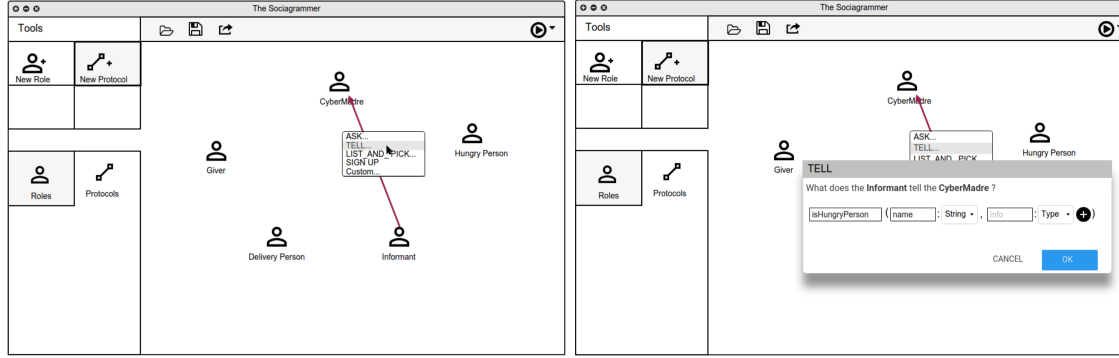 The Sociagrammer
Tools
New Role
New Protocol
CyberMadre
ASK...
TELL...
LIST_AND_PICK...
SIGN UP
Custom...
Giver
Hungry Person
Roles
Protocols
Delivery Person
Informant
The Sociagrammer
Tools
New Role
New Protocol
CyberMadre
ASK...
TELL...
LIST_AND_PICK
Giver
Hungry Person
Roles
Protocols
TELL
What does the Informant tell the CyberMadre ?
isHungryPerson ( name : String , Info : Type )
CANCEL OK